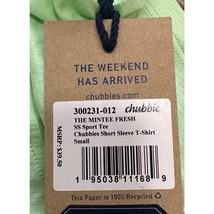 THE WEEKEND
HAS ARRIVED
chubbies.com
300231-012 chubbie
THE MINTEE FRESH
SS Sport Tee
Chubbies Short Sleeve T-Shirt
Small
MSRP: $39.50
1 95038 11168 9
This Paper is 100% Recycled